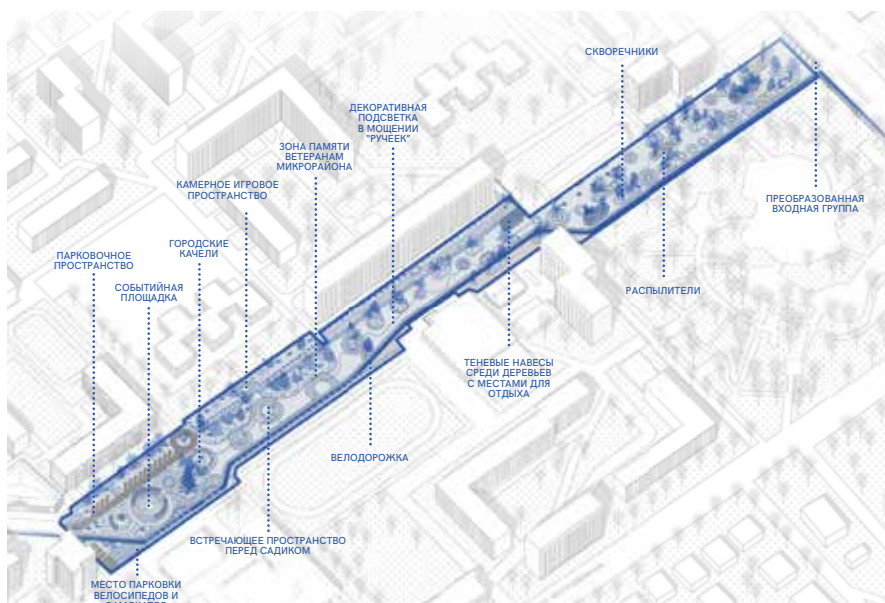 СКВОРЕЧНИКИ
ДЕКОРАТИВНАЯ
ПОДСВЕТКА
В МОЩЕНИИ
"РУЧЕЕК"
ЗОНА ПАМЯТИ
ВЕТЕРАНАМ
МИКРОРАЙОНА
КАМЕРНОЕ ИГРОВОЕ
ПРОСТРАНСТВО
ПРЕОБРАЗОВАННАЯ
ВХОДНАЯ ГРУППА
ГОРОДСКИЕ
КАЧЕЛИ
ПАРКОВОЧНОЕ
ПРОСТРАНСТВО
СОБЫТИЙНАЯ
ПЛОЩАДКА
РАСПЫЛИТЕЛИ
ТЕНЕВЫЕ НАВЕСЫ
СРЕДИ ДЕРЕВЬЕВ
С МЕСТАМИ ДЛЯ
ОТДЫХА
ВЕЛОДОРОЖКА
ВСТРЕЧАЮЩЕЕ ПРОСТРАНСТВО
ПЕРЕД САДИКОМ
МЕСТО ПАРКОВКИ
ВЕЛОСИПЕДОВ И